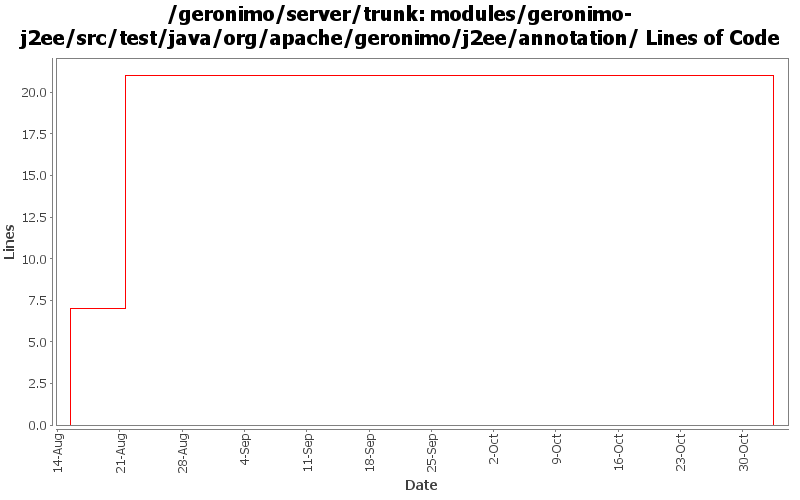 /geronimo/server/trunk: modules/geronimo-
j2ee/src/test/java/org/apache/geronimo/j2ee/annotation/ Lines of Code
20.0
17.5
15.0
12.5
10.0
7.5
5.0
2.5
0.0
Lines
14-Aug
21-Aug
28-Aug
4-Sep
11-Sep
18-Sep
25-Sep
2-Oct
9-Oct
16-Oct
23-Oct
30-Oct
Date